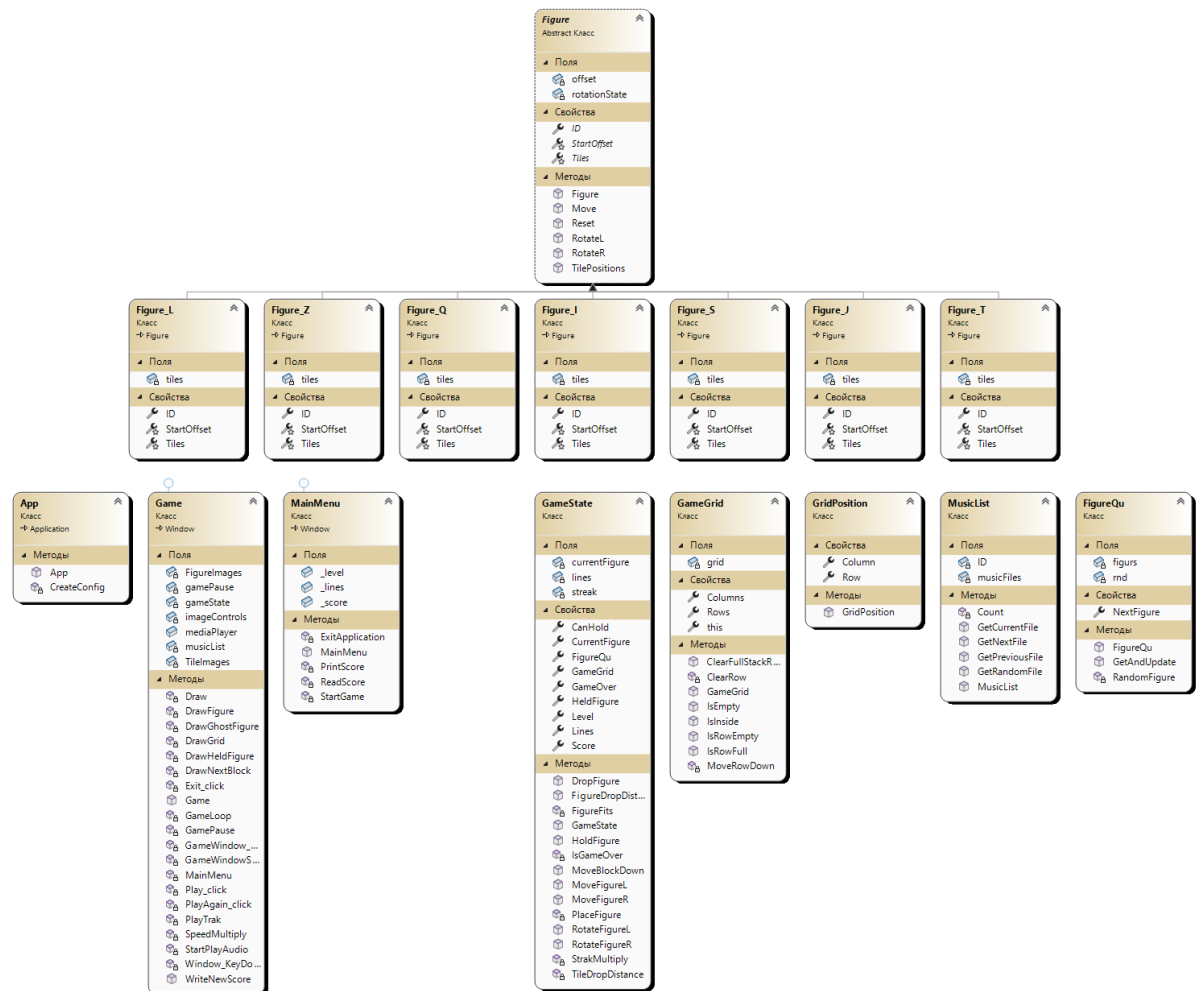 Figure
Abstract Класс
Поля
offset
rotationState
Свойства
ID
StartOffset
Tiles
Методы
Figure
Move
Reset
RotateL
RotateR
TilePositions
Figure_L
Класс
Figure
Поля
tiles
Свойства
ID
StartOffset
Tiles
Figure_Z
Класс
Figure
Поля
tiles
Свойства
ID
StartOffset
Tiles
Figure_Q
Класс
Figure
Поля
tiles
Свойства
ID
StartOffset
Tiles
Figure_I
Класс
Figure
Поля
tiles
Свойства
ID
StartOffset
Tiles
Figure_S
Класс
Figure
Поля
tiles
Свойства
ID
StartOffset
Tiles
Figure_J
Класс
Figure
Поля
tiles
Свойства
ID
StartOffset
Tiles
Figure_T
Класс
Figure
Поля
tiles
Свойства
ID
StartOffset
Tiles
App
Класс
Application
Методы
App
CreateConfig
Game
Класс
Window
Поля
FigureImages
gamePause
gameState
imageControls
mediaPlayer
musicList
TileImages
Методы
Draw
DrawFigure
DrawGhostFigure
DrawGrid
DrawHeldFigure
DrawNextBlock
Exit_click
Game
GameLoop
GamePause
GameWindow_...
GameWindowS...
MainMenu
Play_click
PlayAgain_click
PlayTrak
SpeedMultiply
StartPlayAudio
Window_KeyDo...
WriteNewScore
MainMenu
Класс
Window
Поля
_level
_lines
_score
Методы
ExitApplication
MainMenu
PrintScore
ReadScore
StartGame
GameState
Класс
Поля
currentFigure
lines
streak
Свойства
CanHold
CurrentFigure
FigureQu
GameGrid
GameOver
HeldFigure
Level
Lines
Score
Методы
DropFigure
FigureDropDist...
FigureFits
GameState
HoldFigure
IsGameOver
MoveBlockDown
MoveFigureL
MoveFigureR
PlaceFigure
RotateFigureL
RotateFigureR
StrakMultiply
TileDropDistance
GameGrid
Класс
Поля
grid
Свойства
Columns
Rows
this
Методы
ClearFullStackR...
ClearRow
GameGrid
IsEmpty
IsInside
IsRowEmpty
IsRowFull
MoveRowDown
GridPosition
Класс
Свойства
Column
Row
Методы
GridPosition
MusicList
Класс
Поля
ID
musicFiles
Методы
Count
GetCurrentFile
GetNextFile
GetPreviousFile
GetRandomFile
MusicList
FigureQu
Класс
Поля
figurs
rnd
Свойства
NextFigure
Методы
FigureQu
GetAndUpdate
RandomFigure